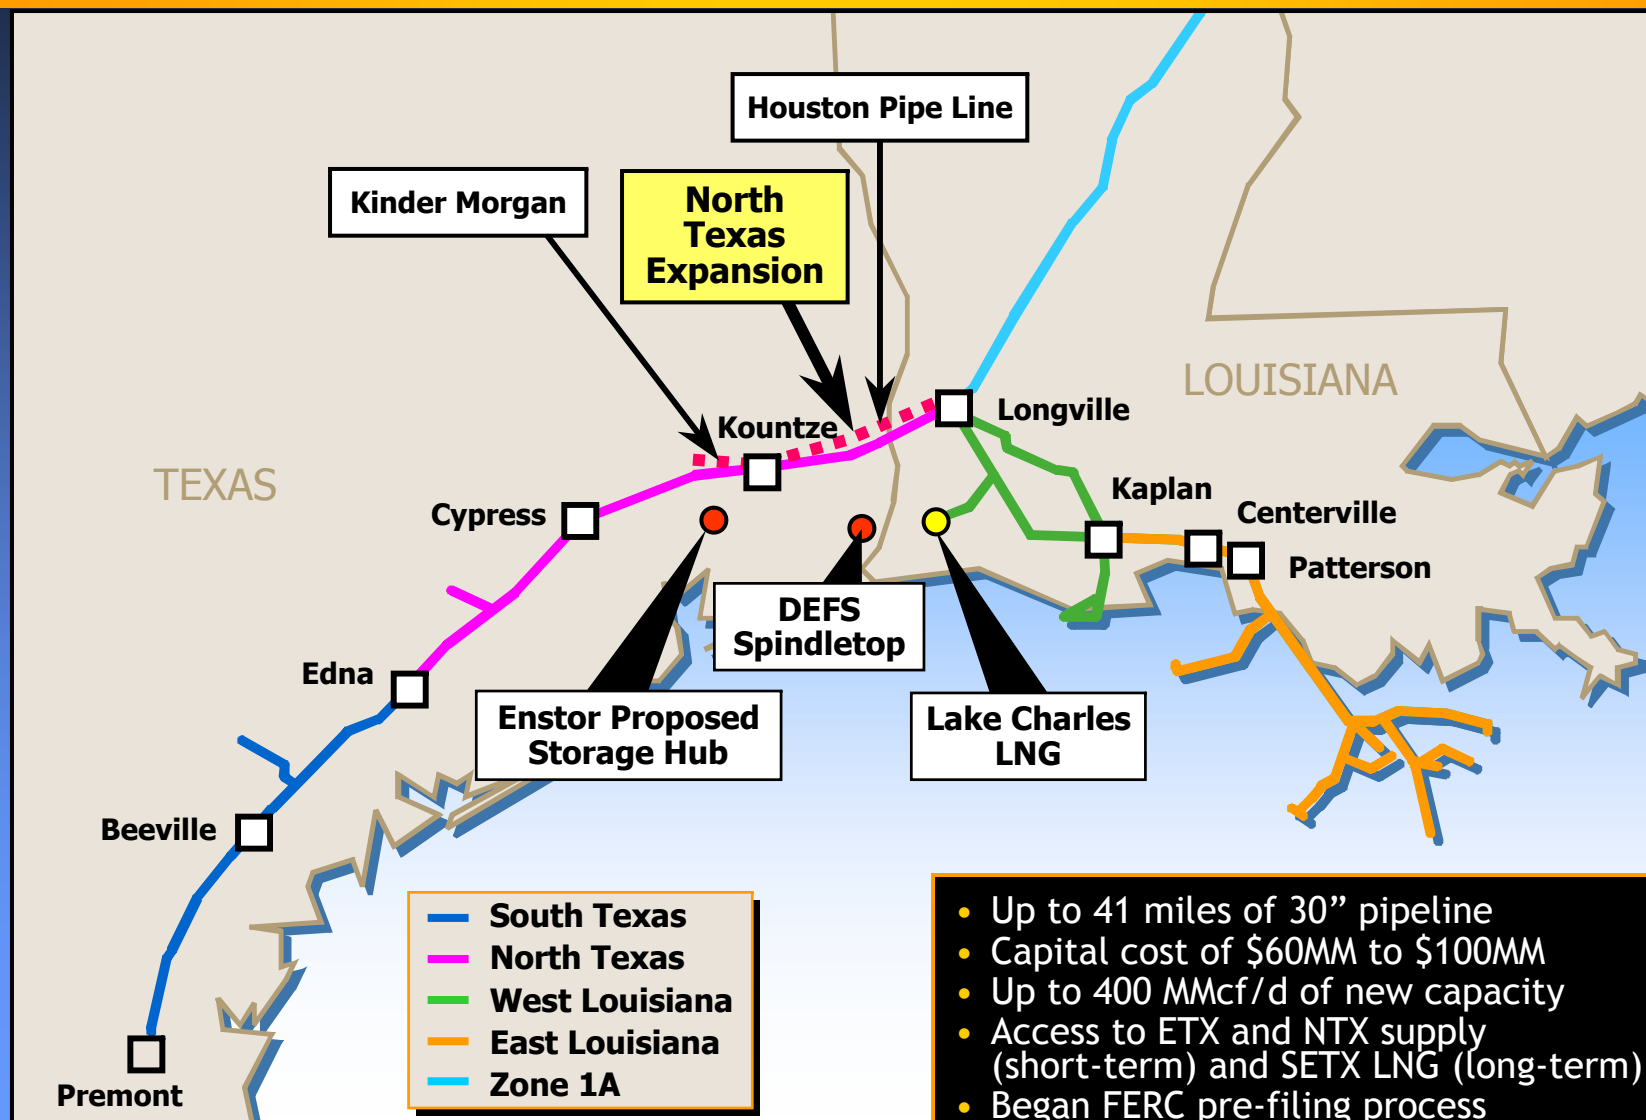 Houston Pipe Line
Kinder Morgan
North
Texas
Expansion
LOUISIANA
Longville
Kountze
TEXAS
Kaplan
Cypress
Centerville
Patterson
DEFS
Spindletop
Edna
Enstor Proposed
Storage Hub
Lake Charles
LNG
Beeville
South Texas
North Texas
West Louisiana
East Louisiana
Zone 1A
Premont
• Up to 41 miles of 30” pipeline
• Capital cost of $60MM to $100MM
• Up to 400 MMcf/d of new capacity
• Access to ETX and NTX supply
(short-term) and SETX LNG (long-term)
• Began FERC pre-filing process